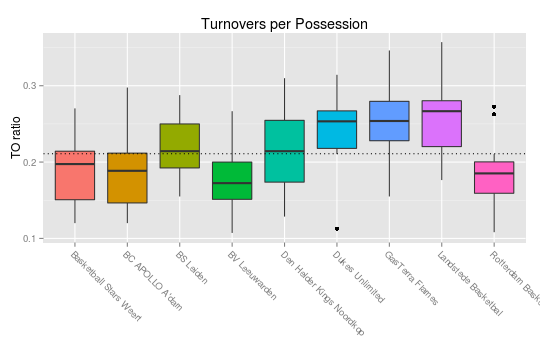 Turnovers per Possession
TO ratio
0.3
0.2
0.1
Basketball Stars Weert
BC APOLLO A'dam
BS Leiden
BV Leeuwarden
Den Helder Kings Noordkop
Dukes Unlimited
GasTerra Flames
Landstede Basketbal
Rotterdam Bask